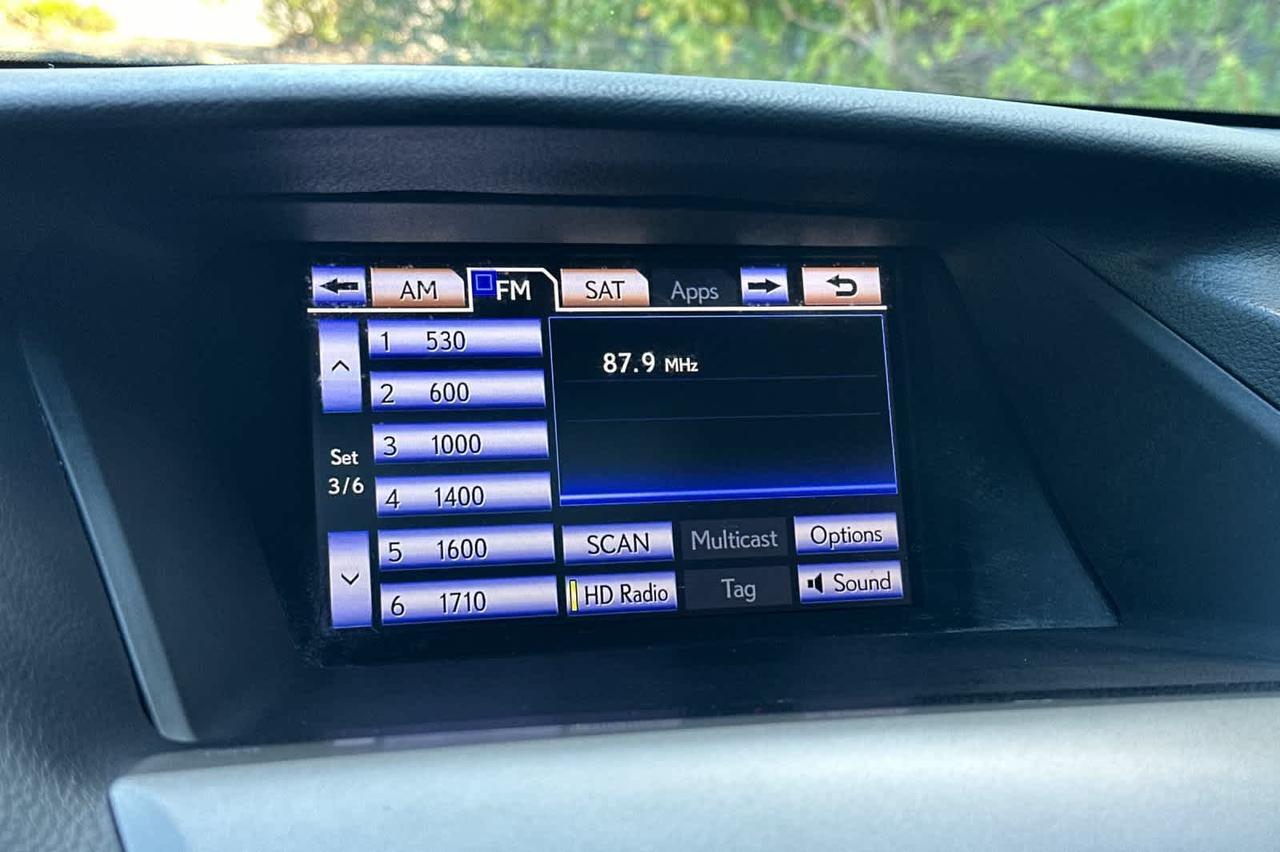 AM FM SAT Apps
1 530
87.9 MHz
2 600
3 1000
Set
3/6
4 1400
5 1600
SCAN Multicast Options
6 1710
HD Radio Tag Sound